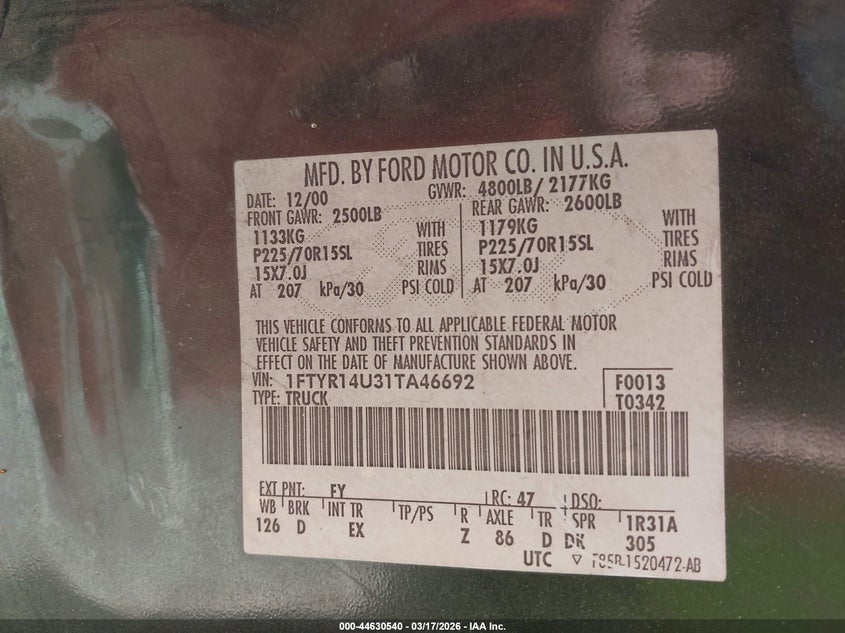 MFD. BY FORD MOTOR CO. IN U.S.A.
DATE: 12/00 GVWR: 4800LB/ 2177KG
FRONT GAWR: 2500LB REAR GAWR: 2600LB
1133KG WITH 1179KG WITH
P225/70R15SL TIRES P225/70R15SL TIRES
15X7.0J RIMS 15X7.0J RIMS
AT 207 kPa/30 PSI COLD AT 207 kPa/30 PSI COLD
THIS VEHICLE CONFORMS TO ALL APPLICABLE FEDERAL MOTOR
VEHICLE SAFETY AND THEFT PREVENTION STANDARDS IN
EFFECT ON THE DATE OF MANUFACTURE SHOWN ABOVE.
VIN: 1FTYR14U31TA46692 F0013
TYPE: TRUCK T0342
EXT PNT: FY RC: 47 DSO:
WB BRK INT TR TP/PS R AXLE TR SPR 1R31A
126 D EX Z 86 D DK 305
UTC ▽ F85B-1520472-AB
000-44630540 - 03/17/2026 - IAA Inc.